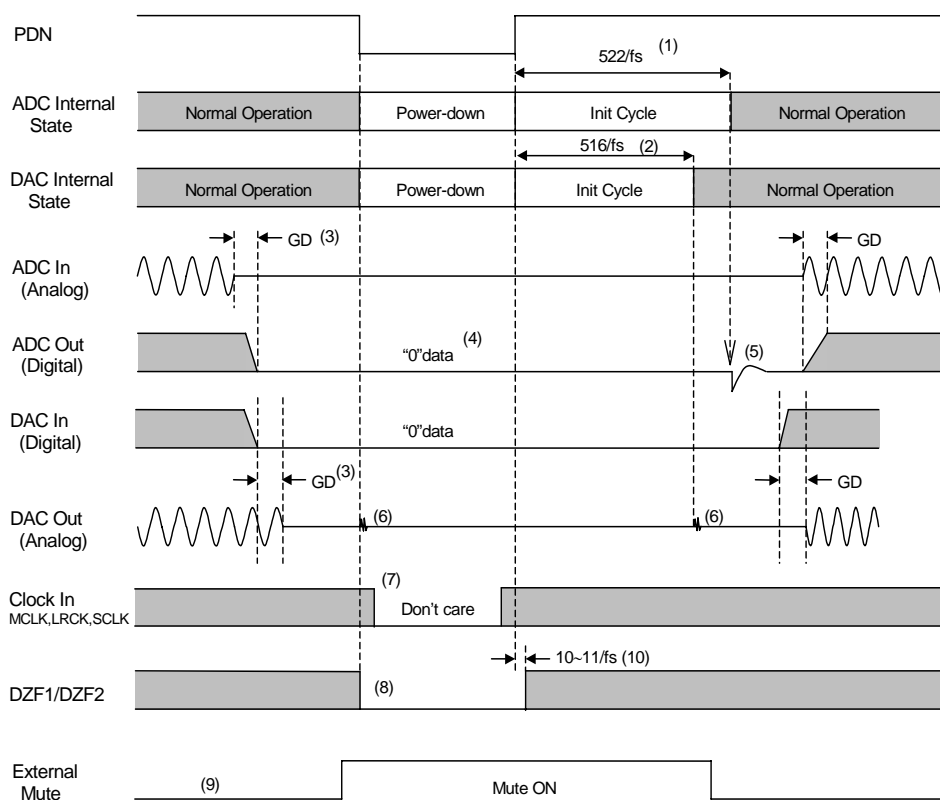 PDN
522/fs (1)
ADC Internal
State
Normal Operation Power-down Init Cycle Normal Operation
516/fs (2)
DAC Internal
State
Normal Operation Power-down Init Cycle Normal Operation
GD (3) GD
ADC In
(Analog)
ADC Out
(Digital)
"0"data (4) (5)
DAC In
(Digital)
"0"data
GD (3) GD
DAC Out
(Analog)
(6) (6)
Clock In
MCLK,LRCK,SCLK
(7) Don't care
10~11/fs (10)
DZF1/DZF2 (8)
External
Mute
(9) Mute ON